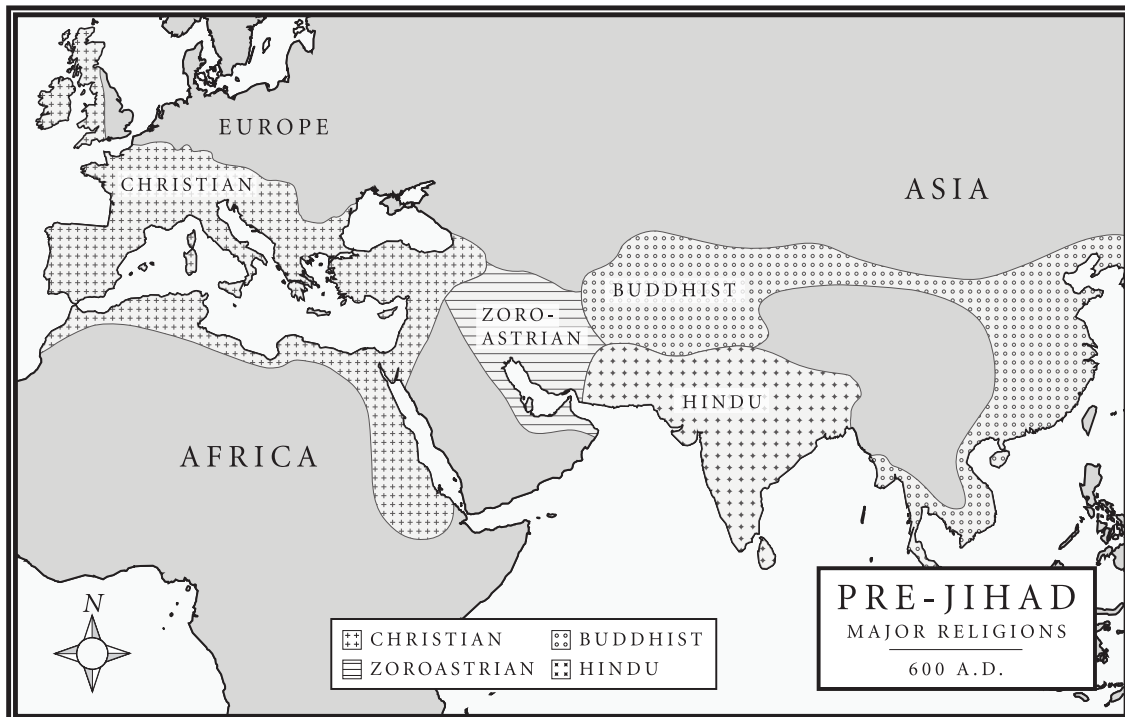 EUROPE
CHRISTIAN
ASIA
BUDDHIST
ZORO-
ASTRIAN
HINDU
AFRICA
PRE-JIHAD
MAJOR RELIGIONS
600 A.D.
N
CHRISTIAN
BUDDHIST
ZOROASTRIAN
HINDU